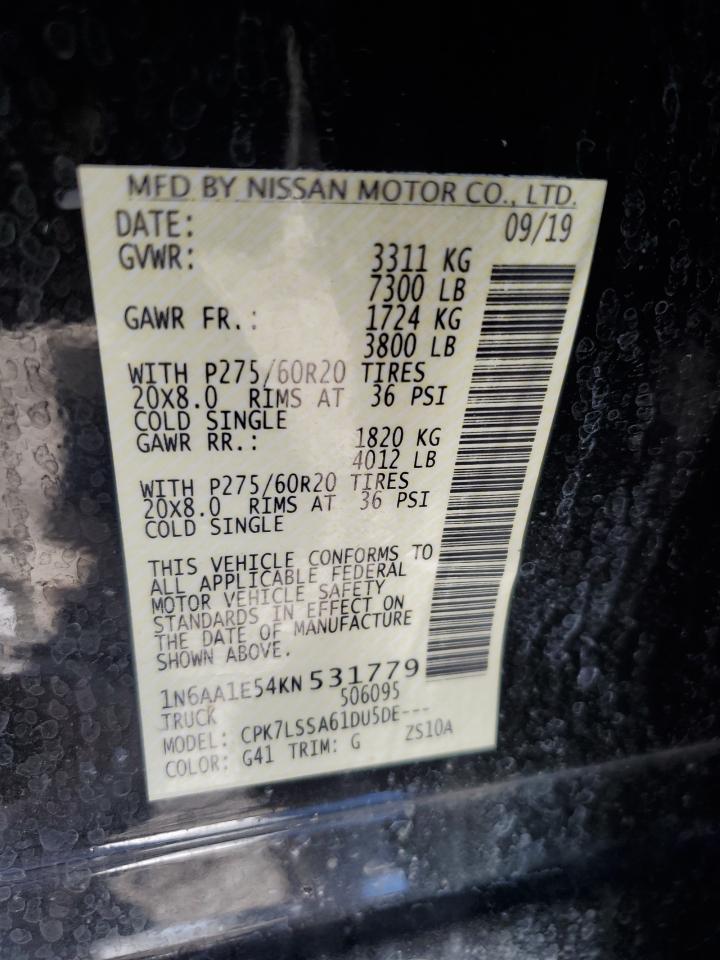 MFD BY NISSAN MOTOR CO., LTD.
DATE: 09/19
GVWR: 3311 KG
7300 LB
GAWR FR.: 1724 KG
3800 LB
WITH P275/60R20 TIRES
20X8.0 RIMS AT 36 PSI
COLD SINGLE
GAWR RR.: 1820 KG
4012 LB
WITH P275/60R20 TIRES
20X8.0 RIMS AT 36 PSI
COLD SINGLE
THIS VEHICLE CONFORMS TO
ALL APPLICABLE FEDERAL
MOTOR VEHICLE SAFETY
STANDARDS IN EFFECT ON
THE DATE OF MANUFACTURE
SHOWN ABOVE.
1N6AA1E54KN531779
TRUCK 506095
MODEL: CPK7LSSA61DU5DE---
COLOR: G41 TRIM: G ZS10A